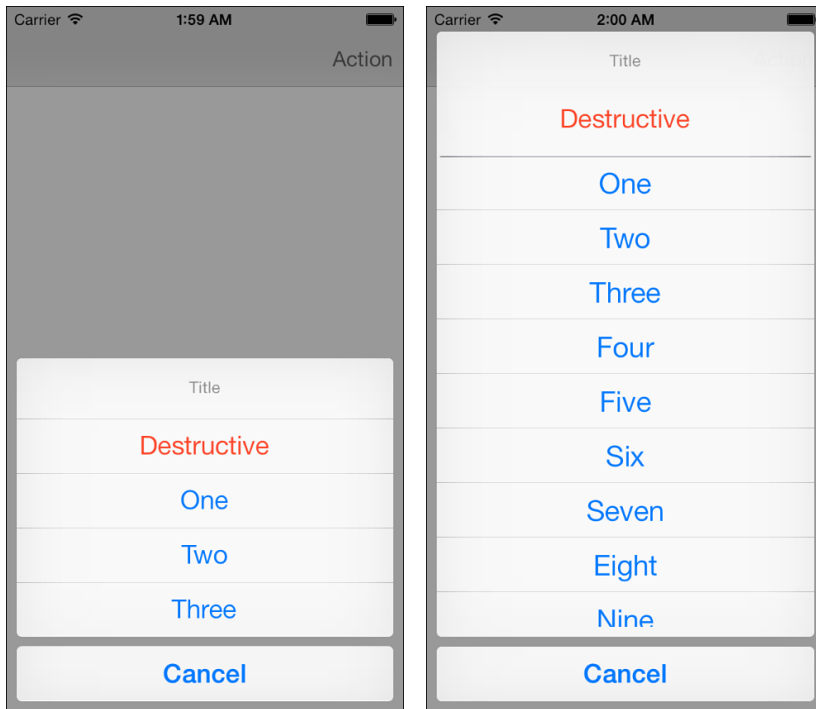 Carrier 1:59 AM
Action
Title
Destructive
One
Two
Three
Cancel
Carrier 2:00 AM
Title
Destructive
One
Two
Three
Four
Five
Six
Seven
Eight
Nine
Cancel